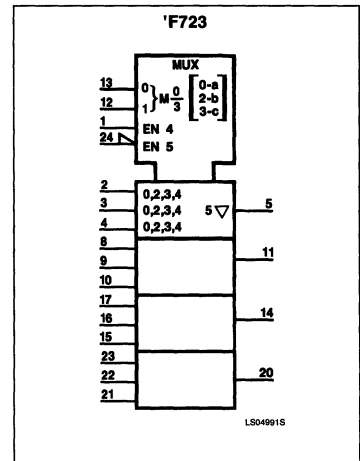 'F723
MUX
13 0 } M 0/3 [ 0-a
12 1 2-b
3-c ]
1 EN 4
24 EN 5
2 0,2,3,4
3 0,2,3,4 5 ▽ 5
4 0,2,3,4
8
9 11
10
17
16 14
15
23
22 20
21
LS04991S